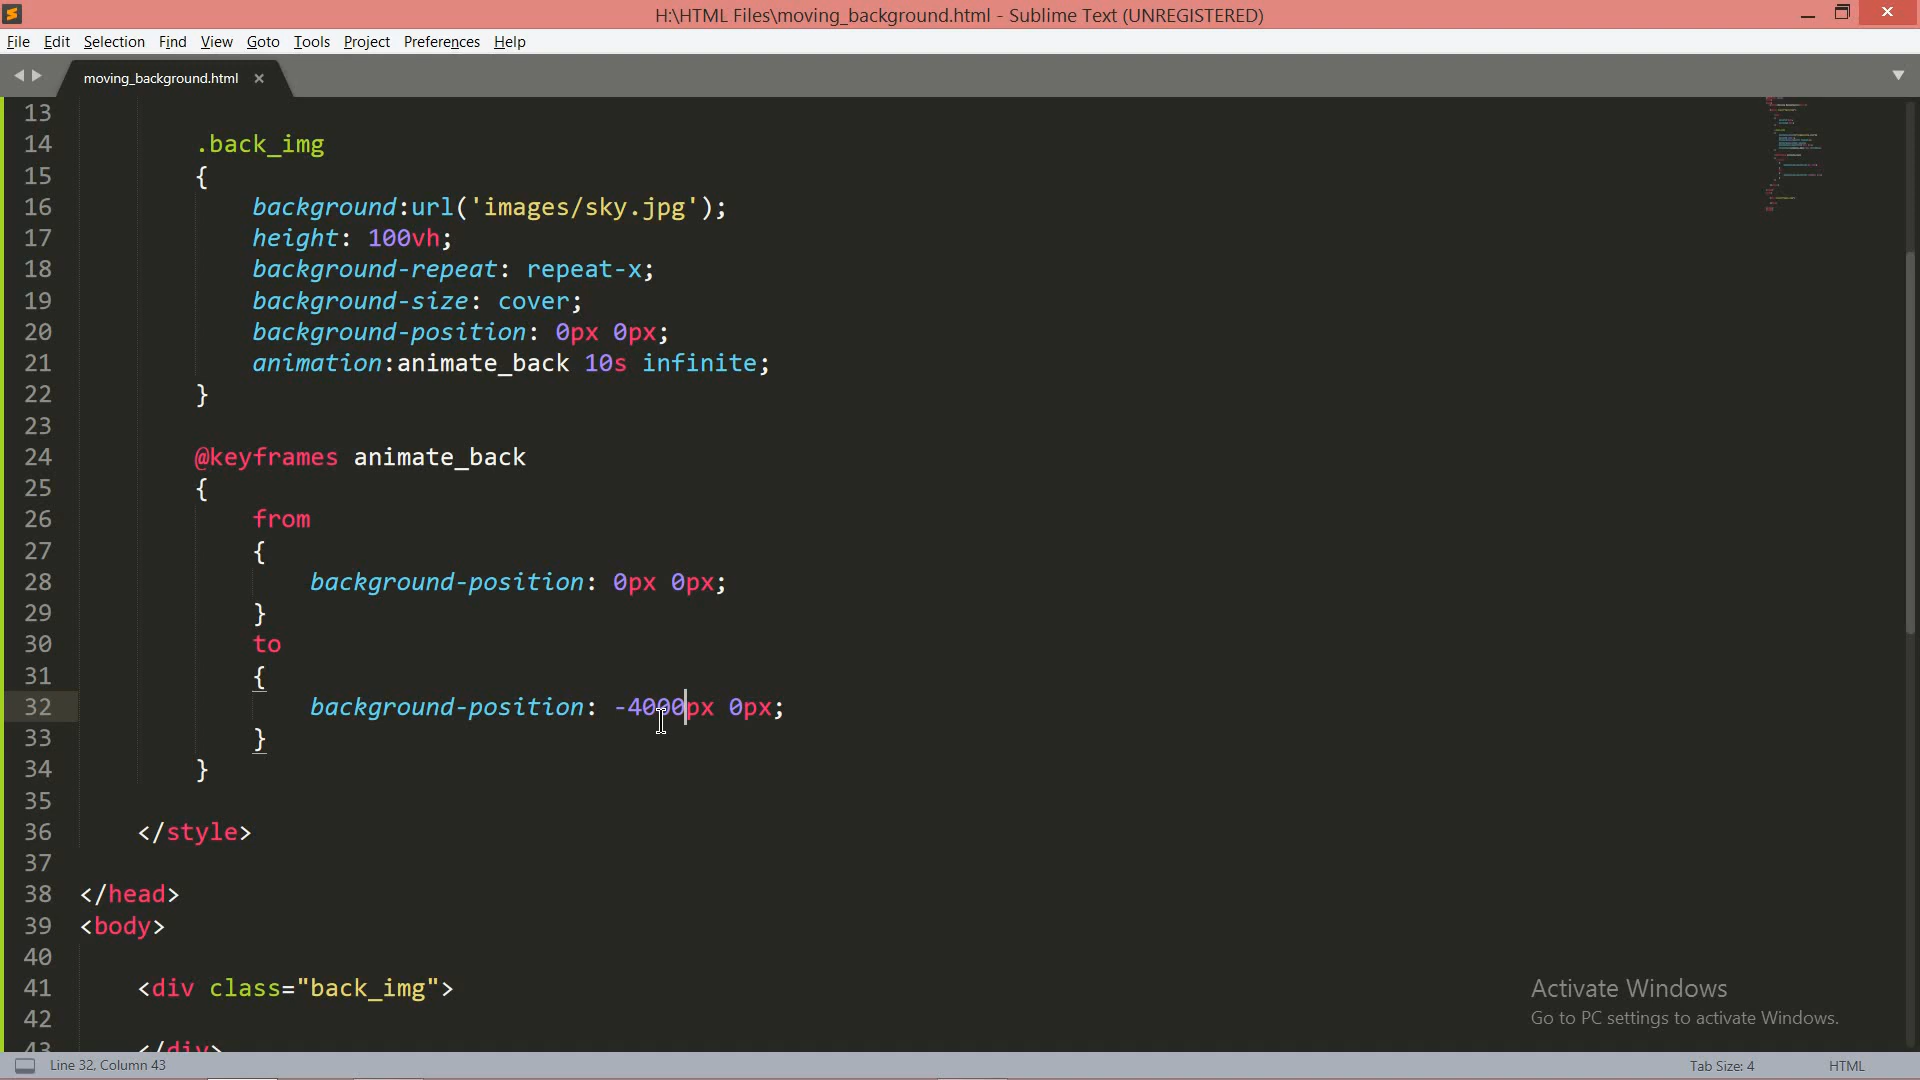 H:\HTML Files\moving_background.html - Sublime Text (UNREGISTERED)
File Edit Selection Find View Goto Tools Project Preferences Help
moving_background.html ×
13
14 .back_img
15 {
16 background:url('images/sky.jpg');
17 height: 100vh;
18 background-repeat: repeat-x;
19 background-size: cover;
20 background-position: 0px 0px;
21 animation:animate_back 10s infinite;
22 }
23
24 @keyframes animate_back
25 {
26 from
27 {
28 background-position: 0px 0px;
29 }
30 to
31 {
32 background-position: -4000px 0px;
33 }
34 }
35
36 </style>
37
38 </head>
39 <body>
40
41 <div class="back_img">
42
43 </div>
Activate Windows
Go to PC settings to activate Windows.
Line 32, Column 43 Tab Size: 4 HTML